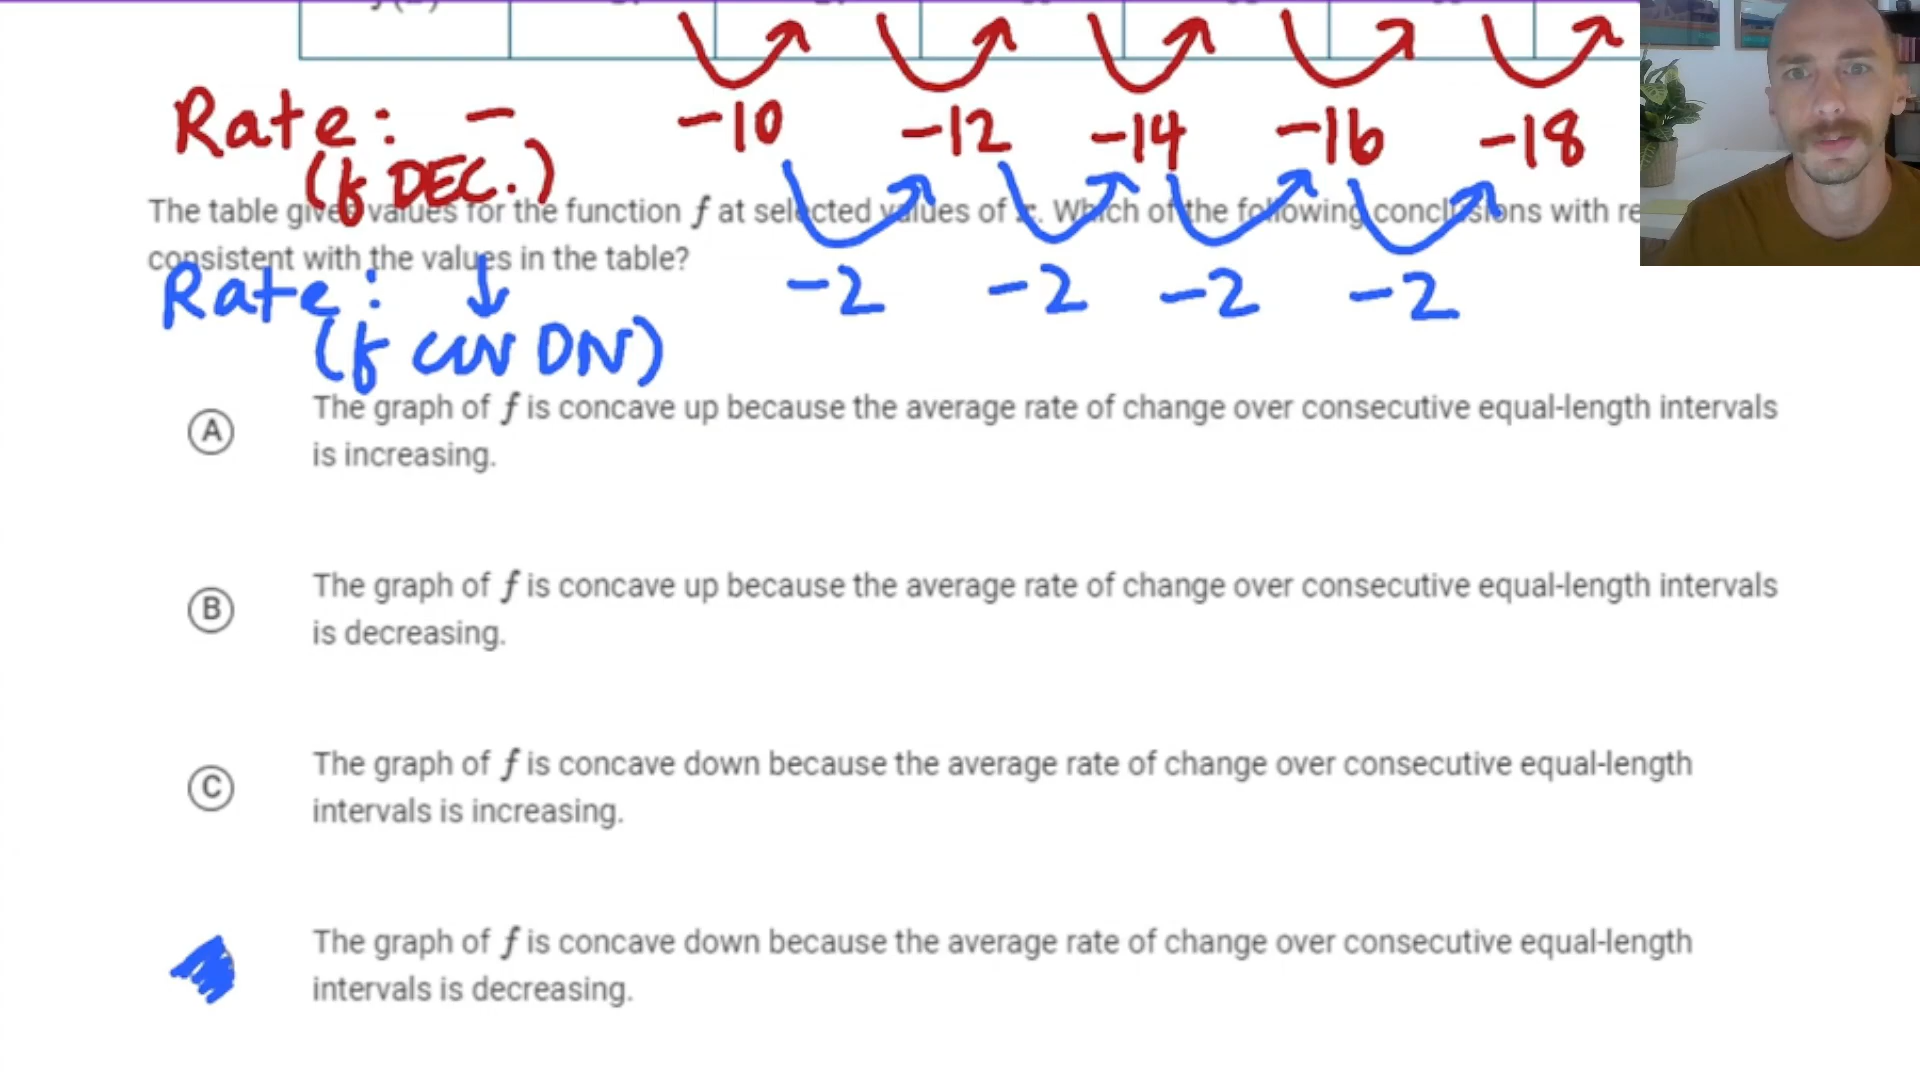 Rate: - -10 -12 -14 -16 -18
(f DEC.)
The table gives values for the function f at selected values of x. Which of the following conclusions with re
consistent with the values in the table?
Rate: ↓ -2 -2 -2 -2
(f CON DN)
A The graph of f is concave up because the average rate of change over consecutive equal-length intervals
is increasing.
B The graph of f is concave up because the average rate of change over consecutive equal-length intervals
is decreasing.
C The graph of f is concave down because the average rate of change over consecutive equal-length
intervals is increasing.
The graph of f is concave down because the average rate of change over consecutive equal-length
intervals is decreasing.